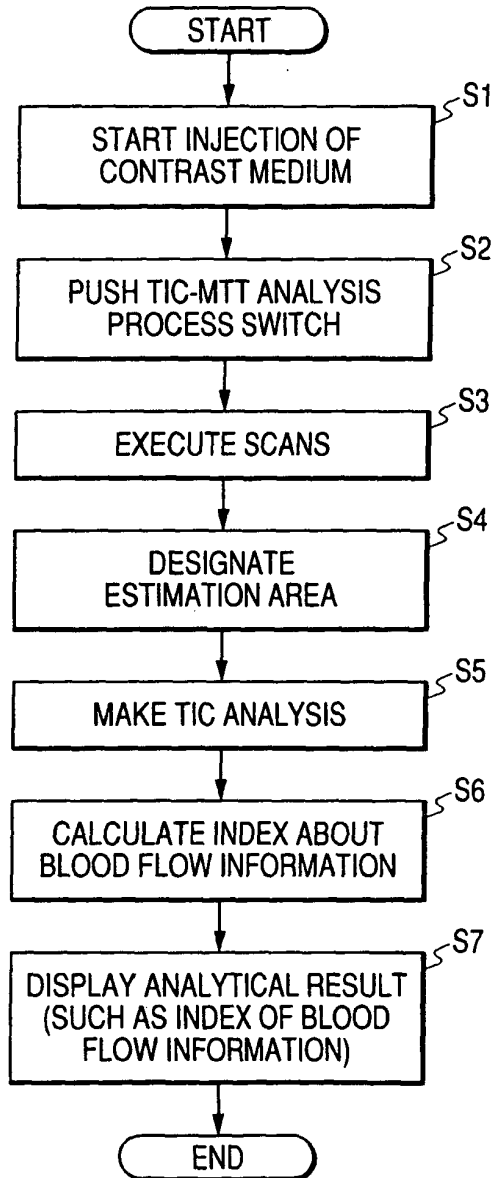 START
S1
START INJECTION OF
CONTRAST MEDIUM
S2
PUSH TIC-MTT ANALYSIS
PROCESS SWITCH
S3
EXECUTE SCANS
S4
DESIGNATE
ESTIMATION AREA
S5
MAKE TIC ANALYSIS
S6
CALCULATE INDEX ABOUT
BLOOD FLOW INFORMATION
S7
DISPLAY ANALYTICAL RESULT
(SUCH AS INDEX OF BLOOD
FLOW INFORMATION)
END